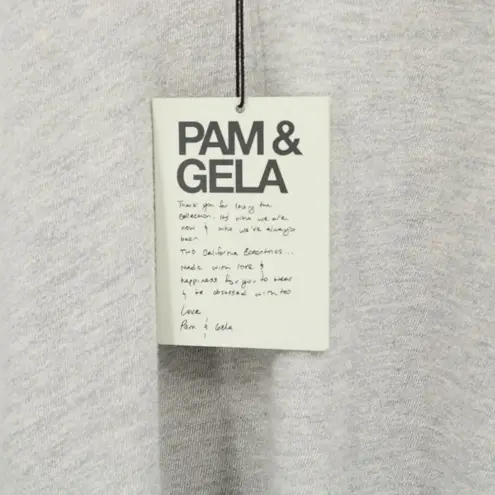 PAM &
GELA
Thank you for loving the
collection. It's who we are
now & who we've always
been
Two California Eccentrics...
Made with love &
happiness for you to wear
& be obsessed with too
Love
Pam & Gela